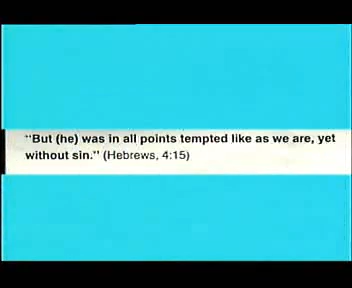 "But (he) was in all points tempted like as we are, yet
without sin." (Hebrews, 4:15)